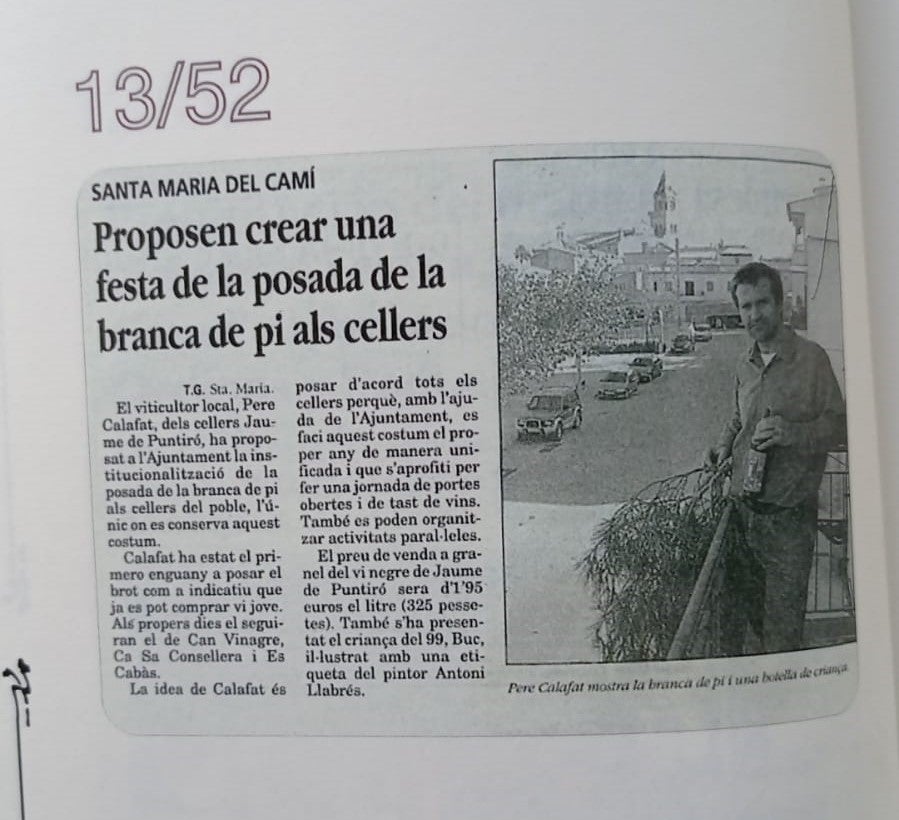 13/52
SANTA MARIA DEL CAMÍ
Proposen crear una
festa de la posada de la
branca de pi als cellers
T.G. Sta. Maria.
El viticultor local, Pere
Calafat, dels cellers Jau-
me de Puntiró, ha propo-
sat a l'Ajuntament la ins-
titucionalització de la
posada de la branca de pi
als cellers del poble, l'ú-
nic on es conserva aquest
costum.
Calafat ha estat el pri-
mero enguany a posar el
brot com a indicatiu que
ja es pot comprar vi jove.
Als propers dies el segui-
ran el de Can Vinagre,
Ca Sa Consellera i Es
Cabàs.
La idea de Calafat és
posar d'acord tots els
cellers perquè, amb l'aju-
da de l'Ajuntament, es
faci aquest costum el pro-
per any de manera uni-
ficada i que s'aprofiti per
fer una jornada de portes
obertes i de tast de vins.
També es poden organit-
zar activitats paral·leles.
El preu de venda a gra-
nel del vi negre de Jaume
de Puntiró sera d'1'95
euros el litre (325 pesse-
tes). També s'ha presen-
tat el criança del 99, Buc,
il·lustrat amb una eti-
queta del pintor Antoni
Llabrés.
Pere Calafat mostra la branca de pi i una botella de criança.